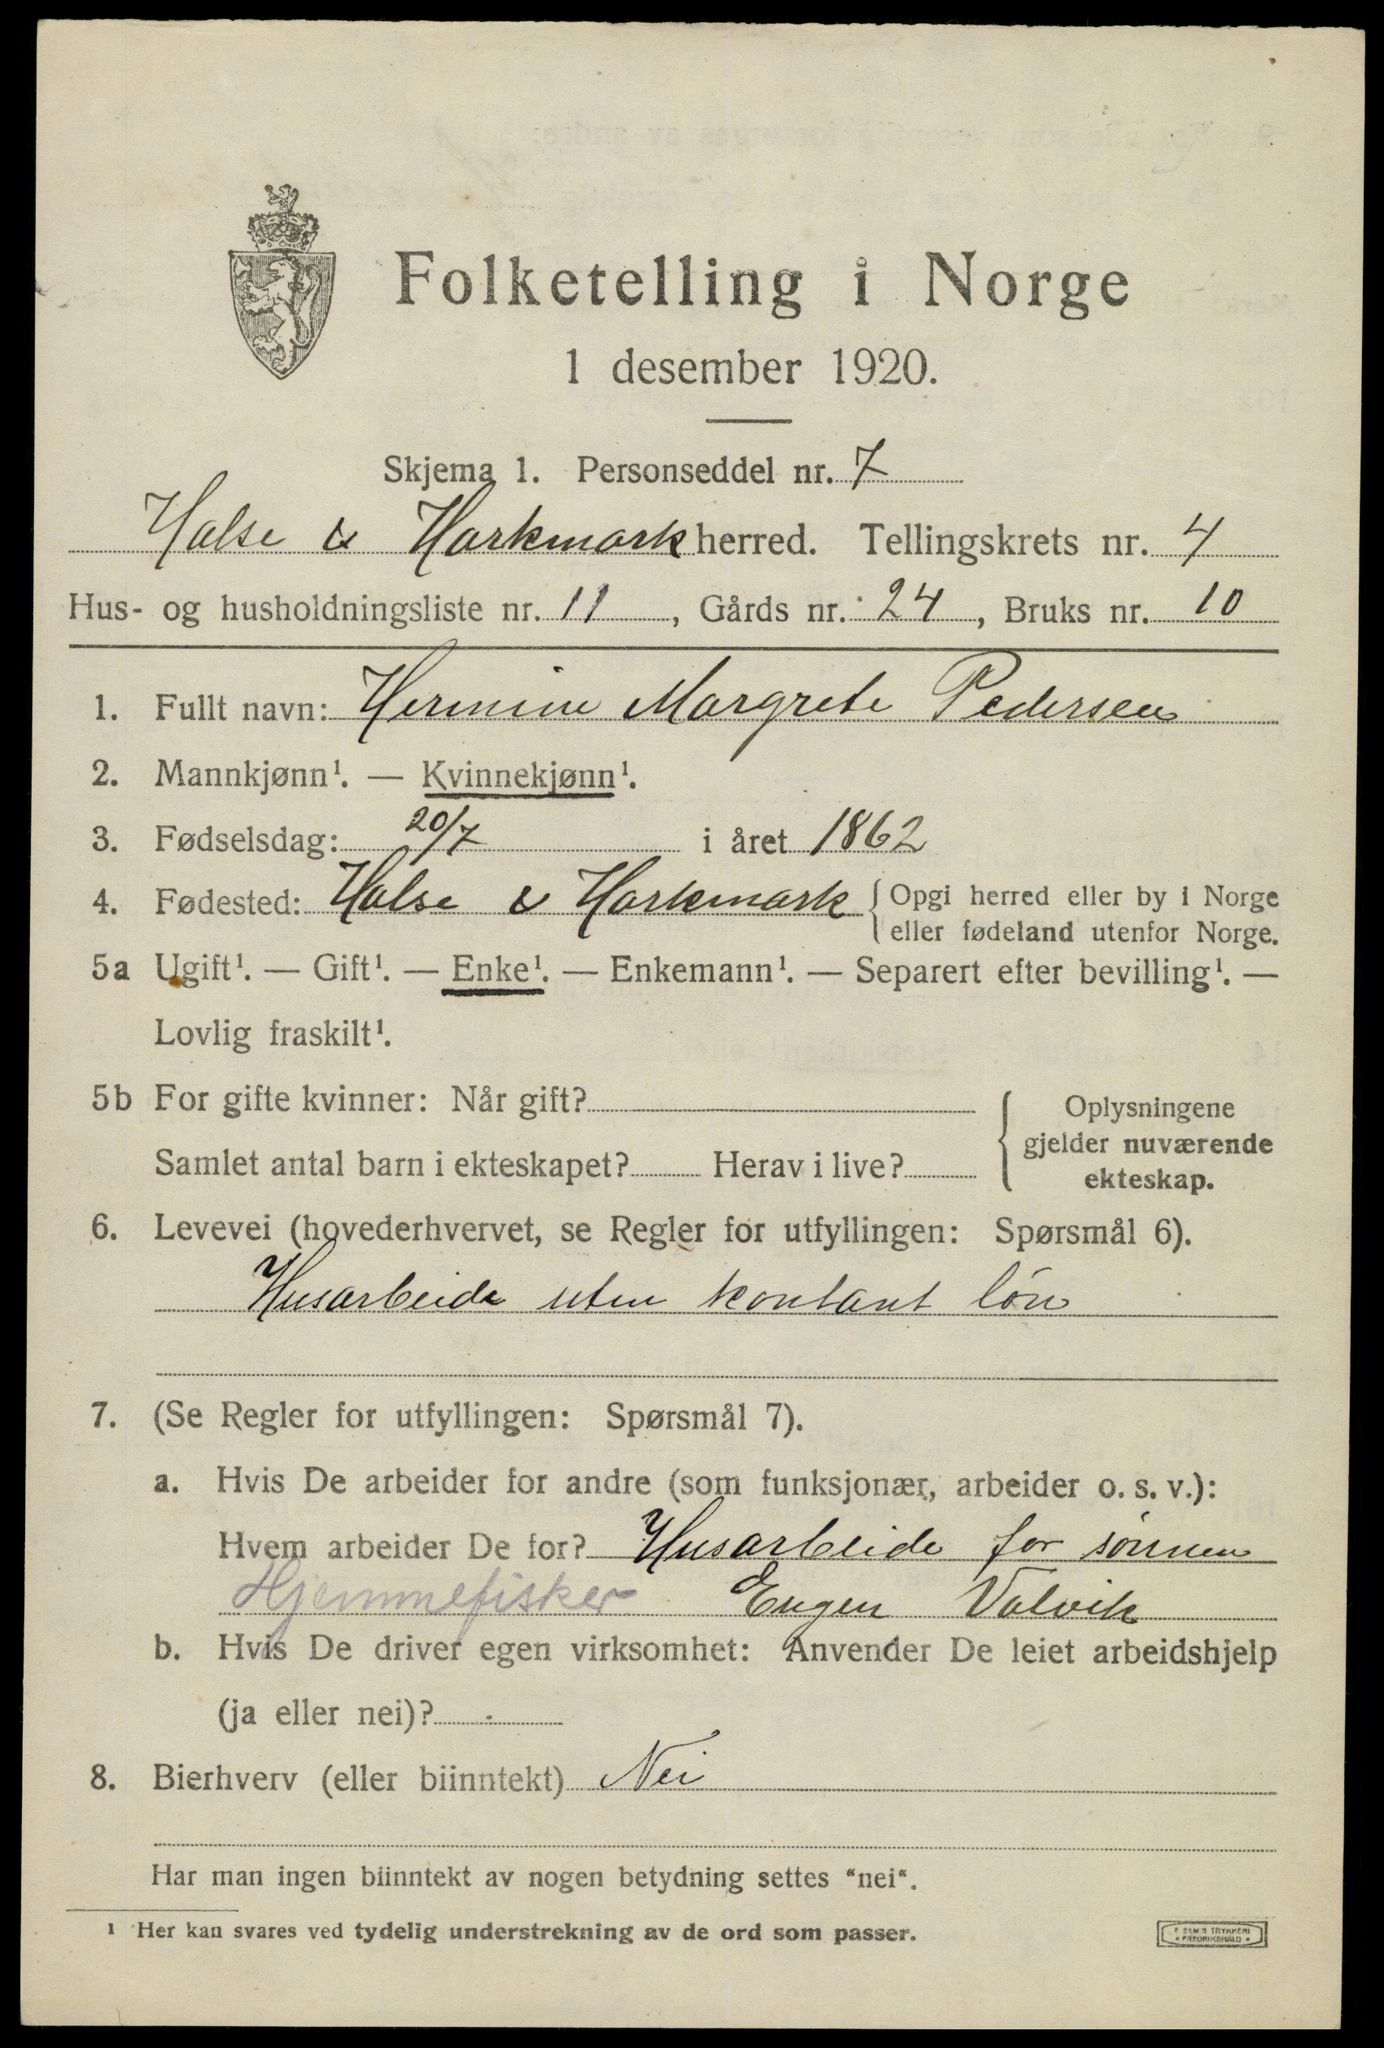 Folketelling i Norge
1 desember 1920.
Skjema 1. Personseddel nr. 7
Halse & Harkmark herred. Tellingskrets nr. 4
Hus- og husholdningsliste nr. 11, Gårds nr. 24, Bruks nr. 10
1. Fullt navn: Hermine Margrete Pedersen
2. Mannkjønn¹. — Kvinnekjønn¹.
3. Fødselsdag: 20/7 i året 1862
4. Fødested: Halse & Harkmark { Opgi herred eller by i Norge
eller fødeland utenfor Norge.
5a Ugift¹. — Gift¹. — Enke¹. — Enkemann¹. — Separert efter bevilling¹. —
Lovlig fraskilt¹.
5b For gifte kvinner: Når gift?
Samlet antal barn i ekteskapet? Herav i live?
{ Oplysningene
gjelder nuværende
ekteskap.
6. Levevei (hovederhvervet, se Regler for utfyllingen: Spørsmål 6).
Husarbeide uten kontant løn
7. (Se Regler for utfyllingen: Spørsmål 7).
a. Hvis De arbeider for andre (som funksjonær, arbeider o. s. v.):
Hvem arbeider De for? Husarbeide for sønnen
Hjemmefisker Eugen Valvik
b. Hvis De driver egen virksomhet: Anvender De leiet arbeidshjelp
(ja eller nei)?
8. Bierhverv (eller biinntekt) Nei
Har man ingen biinntekt av nogen betydning settes "nei".
¹ Her kan svares ved tydelig understrekning av de ord som passer.
SEM'S TRYKKERI
FREDRIKSHALD